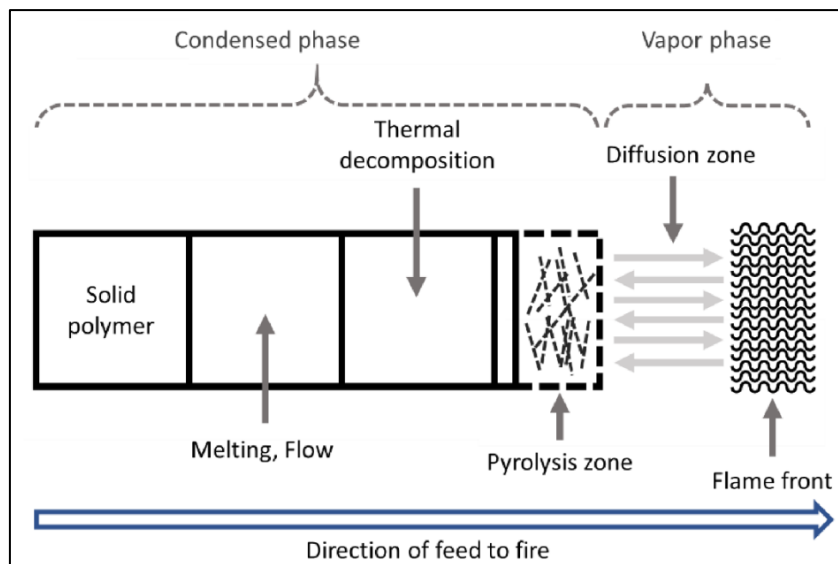 Condensed phase
Vapor phase
Thermal
decomposition
Diffusion zone
Solid
polymer
Melting, Flow
Pyrolysis zone
Flame front
Direction of feed to fire